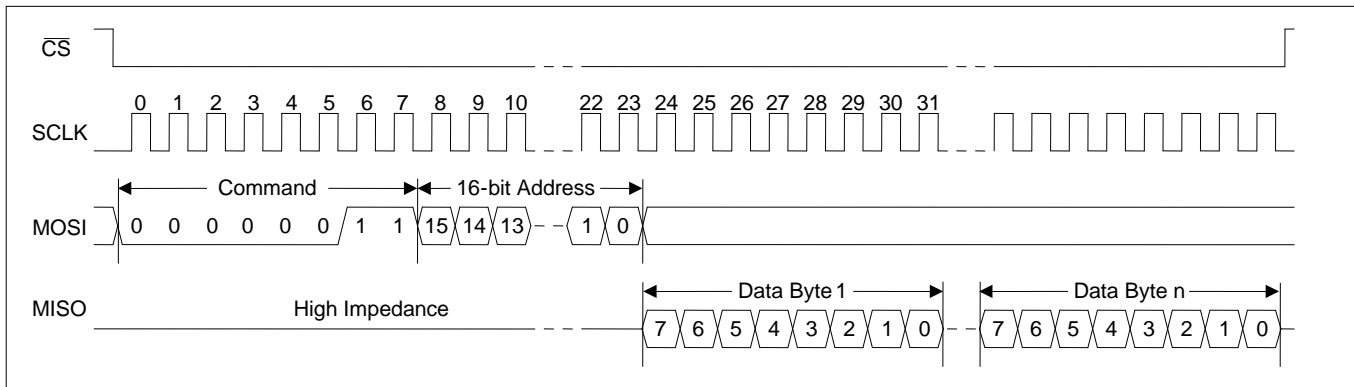 CS
0 1 2 3 4 5 6 7 8 9 10 22 23 24 25 26 27 28 29 30 31
SCLK
Command 16-bit Address
MOSI 0 0 0 0 0 0 1 1 15 14 13 1 0
Data Byte 1 Data Byte n
MISO High Impedance
7 6 5 4 3 2 1 0 7 6 5 4 3 2 1 0